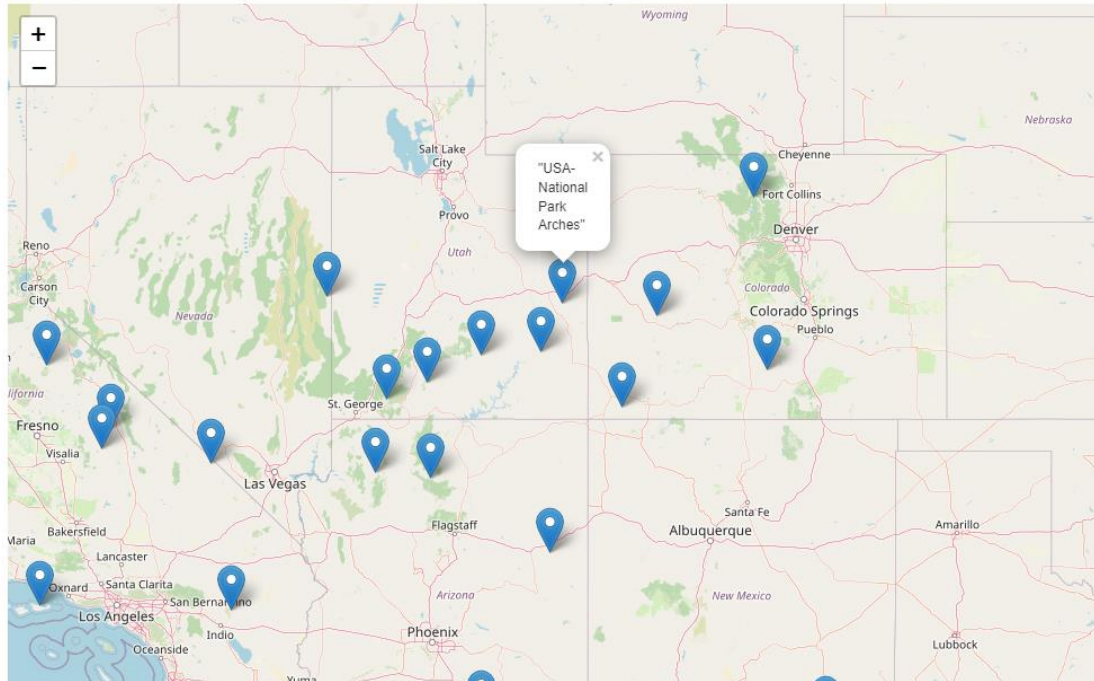 +
−
Wyoming
Nebraska
Salt Lake
City
Cheyenne
×
"USA-
National
Park
Arches"
Fort Collins
Provo
Denver
Reno
Utah
Carson
City
Colorado
Colorado Springs
Nevada
Pueblo
lifornia
St. George
Fresno
Visalia
Las Vegas
Santa Fe
Bakersfield
Flagstaff
Albuquerque
Amarillo
Maria
Lancaster
Santa Clarita
Oxnard
San Bernardino
Arizona
New Mexico
Los Angeles
Indio
Phoenix
Oceanside
Lubbock
Yuma